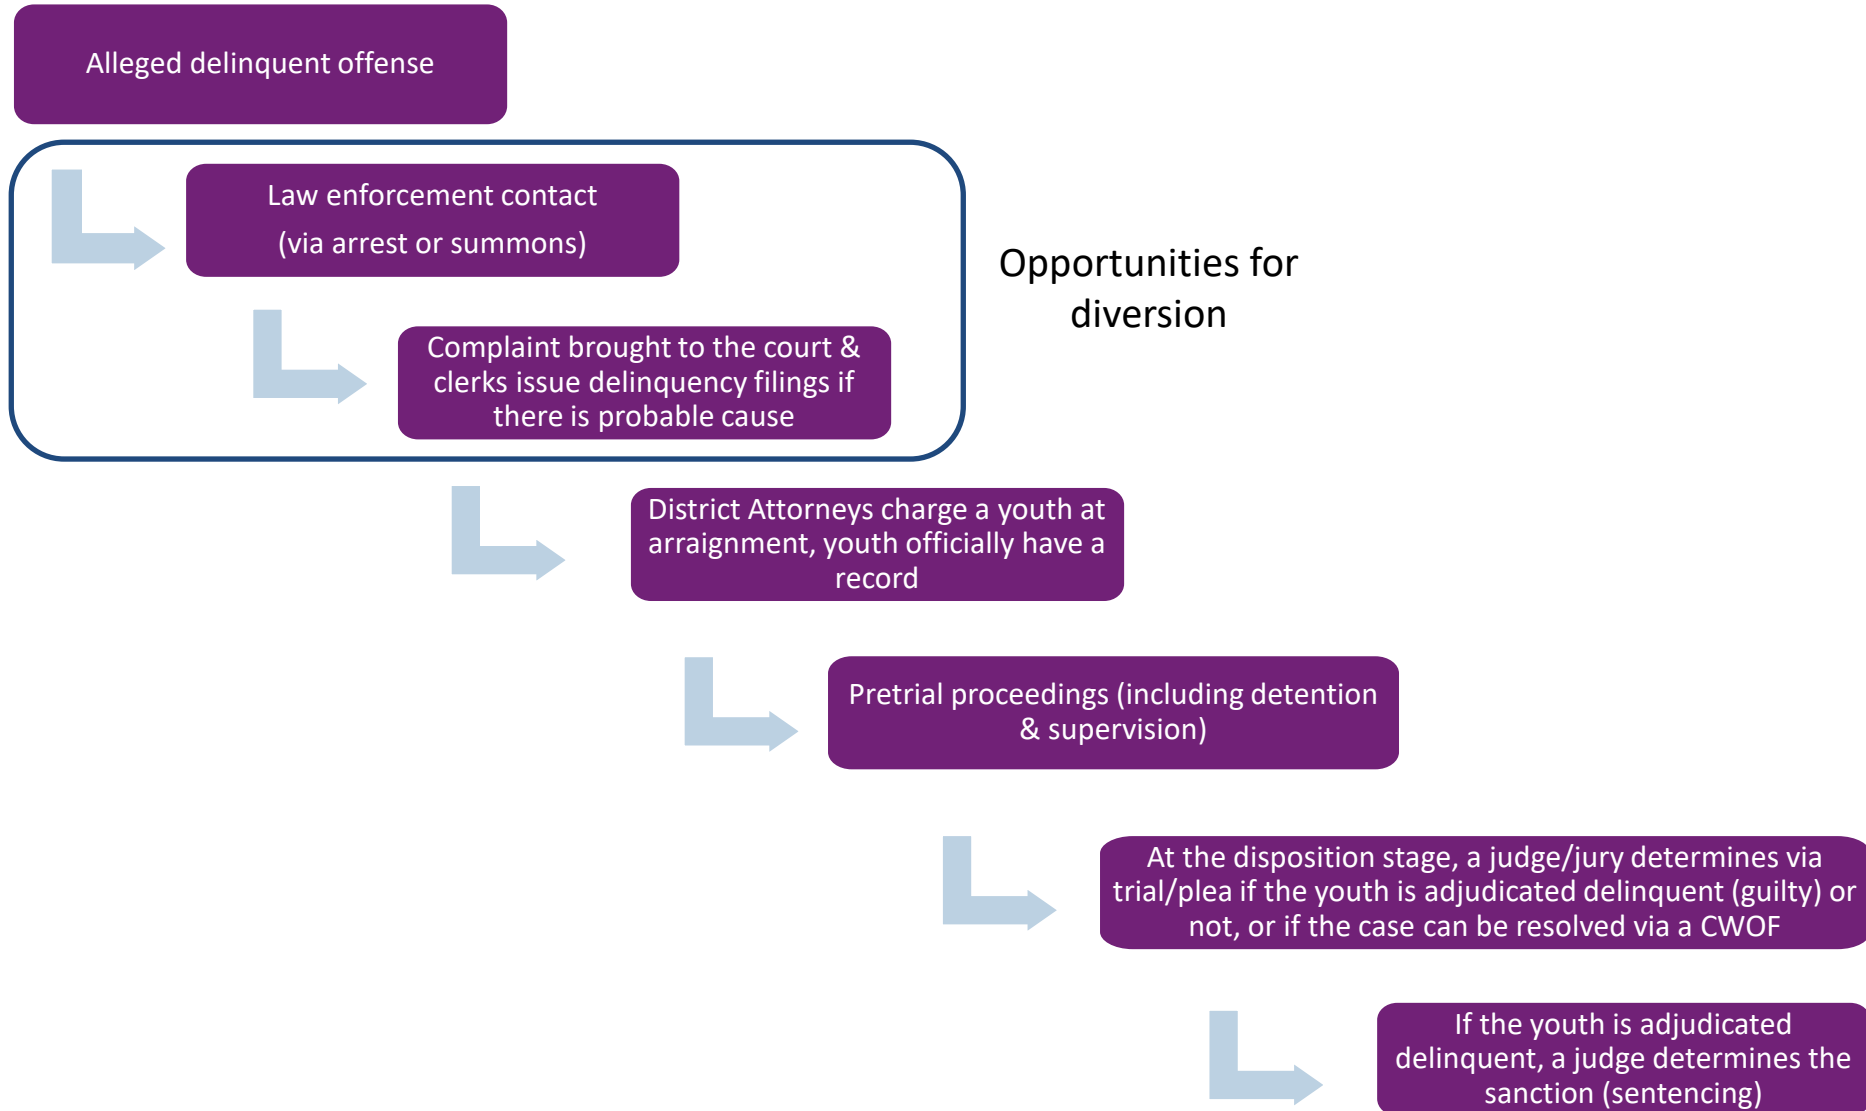 Alleged delinquent offense
Law enforcement contact
(via arrest or summons)
Opportunities for
diversion
Complaint brought to the court &
clerks issue delinquency filings if
there is probable cause
District Attorneys charge a youth at
arraignment, youth officially have a
record
Pretrial proceedings (including detention
& supervision)
At the disposition stage, a judge/jury determines via
trial/plea if the youth is adjudicated delinquent (guilty) or
not, or if the case can be resolved via a CWOF
If the youth is adjudicated
delinquent, a judge determines the
sanction (sentencing)